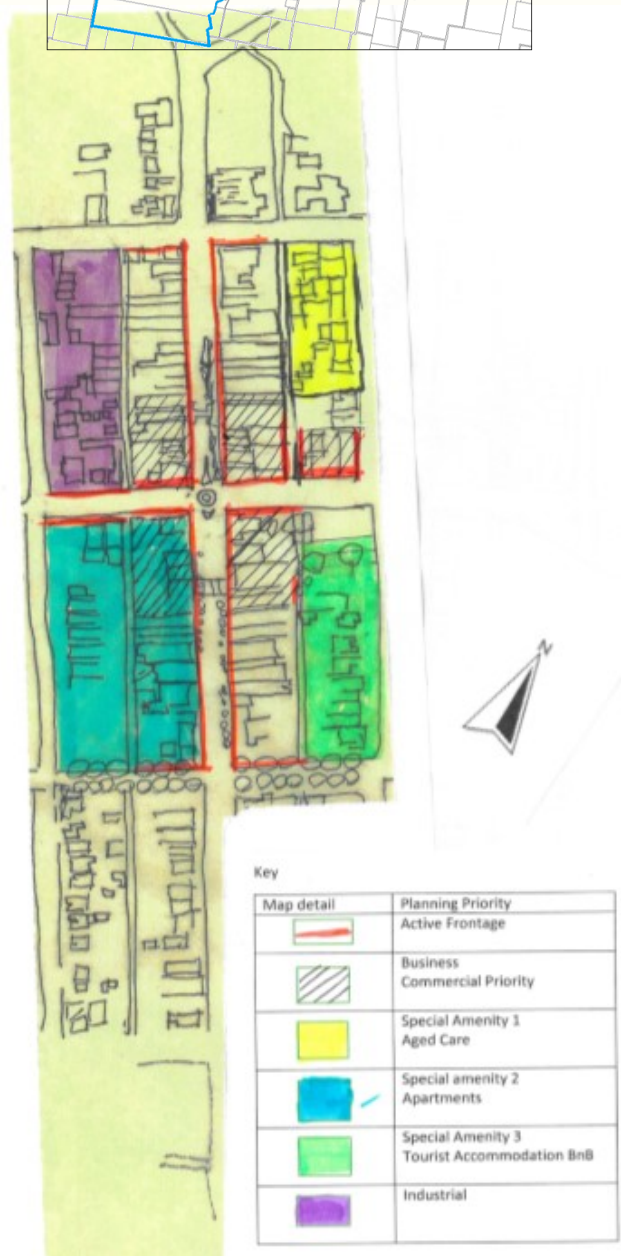 N
Key
Map detail Planning Priority
Active Frontage
Business
Commercial Priority
Special Amenity 1
Aged Care
Special amenity 2
Apartments
Special Amenity 3
Tourist Accommodation BnB
Industrial